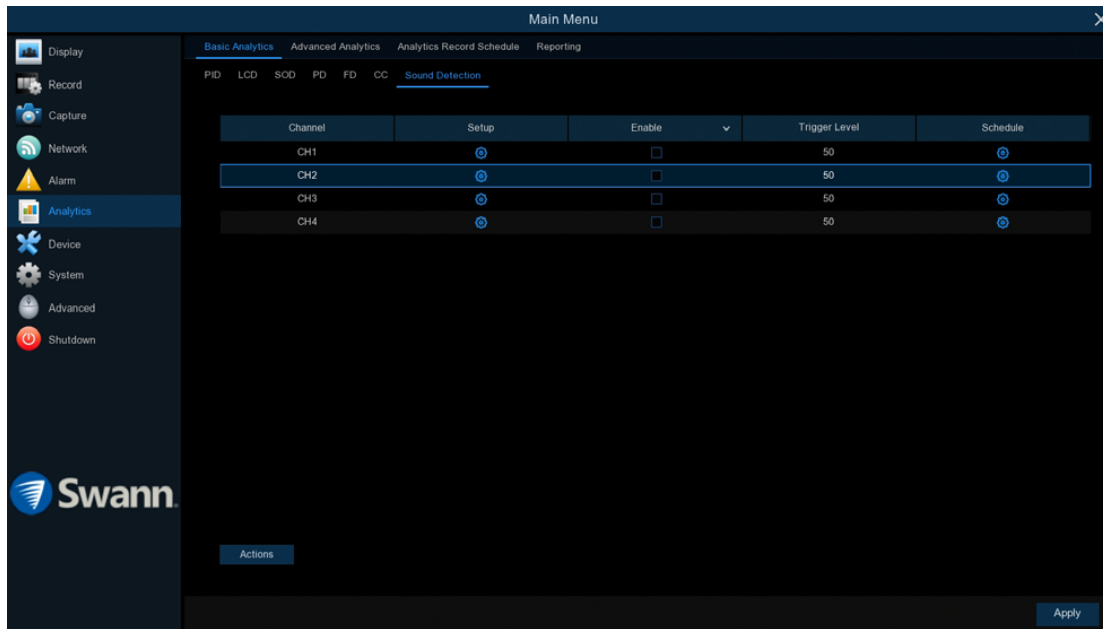 Main Menu
Display
Record
Capture
Network
Alarm
Analytics
Device
System
Advanced
Shutdown
Swann
Basic Analytics Advanced Analytics Analytics Record Schedule Reporting
PID LCD SOD PD FD CC Sound Detection
Channel Setup Enable Trigger Level Schedule
CH1 50
CH2 50
CH3 50
CH4 50
Actions
Apply